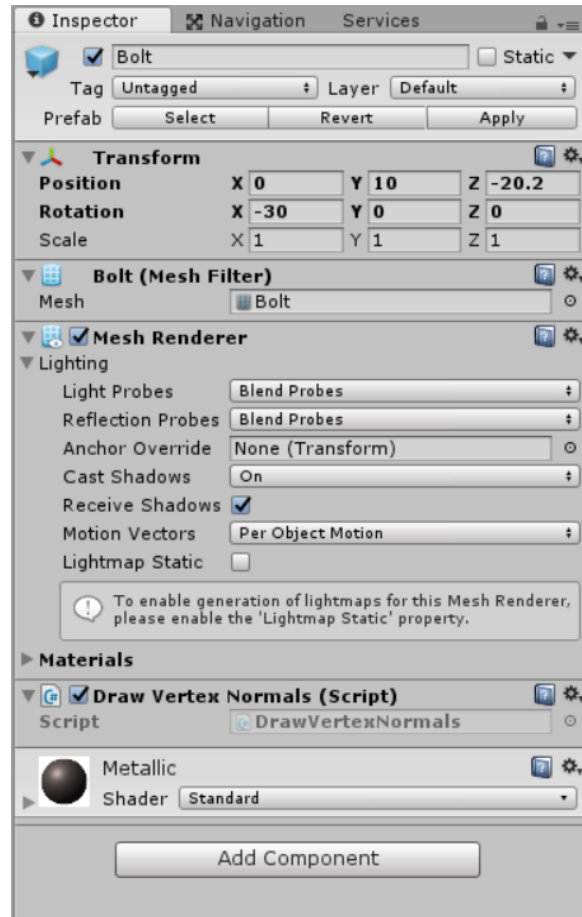 Inspector Navigation Services
Bolt Static
Tag Untagged Layer Default
Prefab Select Revert Apply
Transform
Position X 0 Y 10 Z -20.2
Rotation X -30 Y 0 Z 0
Scale X 1 Y 1 Z 1
Bolt (Mesh Filter)
Mesh Bolt
Mesh Renderer
Lighting
Light Probes Blend Probes
Reflection Probes Blend Probes
Anchor Override None (Transform)
Cast Shadows On
Receive Shadows
Motion Vectors Per Object Motion
Lightmap Static
To enable generation of lightmaps for this Mesh Renderer,
please enable the 'Lightmap Static' property.
Materials
Draw Vertex Normals (Script)
Script DrawVertexNormals
Metallic
Shader Standard
Add Component